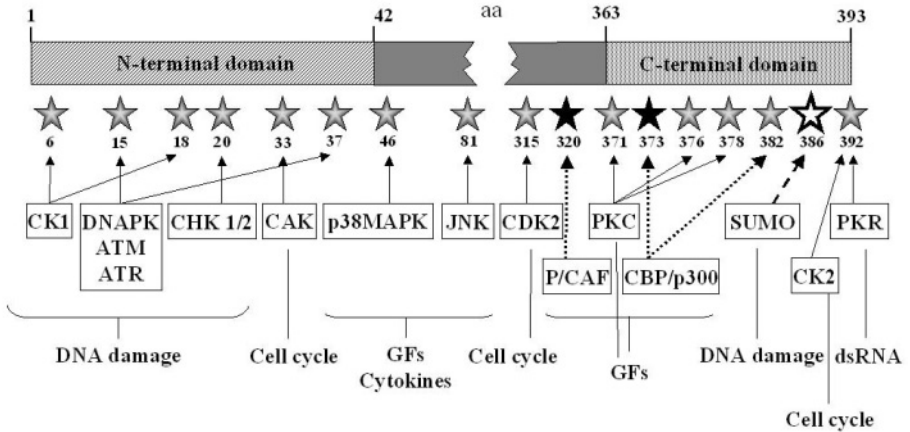 1 42 aa 363 393
N-terminal domain C-terminal domain
6 15 18 20 33 37 46 81 315 320 371 373 376 378 382 386 392
CK1 DNAPK CHK 1/2 CAK p38MAPK JNK CDK2 PKC SUMO PKR
ATM
ATR
P/CAF CBP/p300 CK2
DNA damage Cell cycle GFs Cell cycle DNA damage dsRNA
Cytokines GFs
Cell cycle